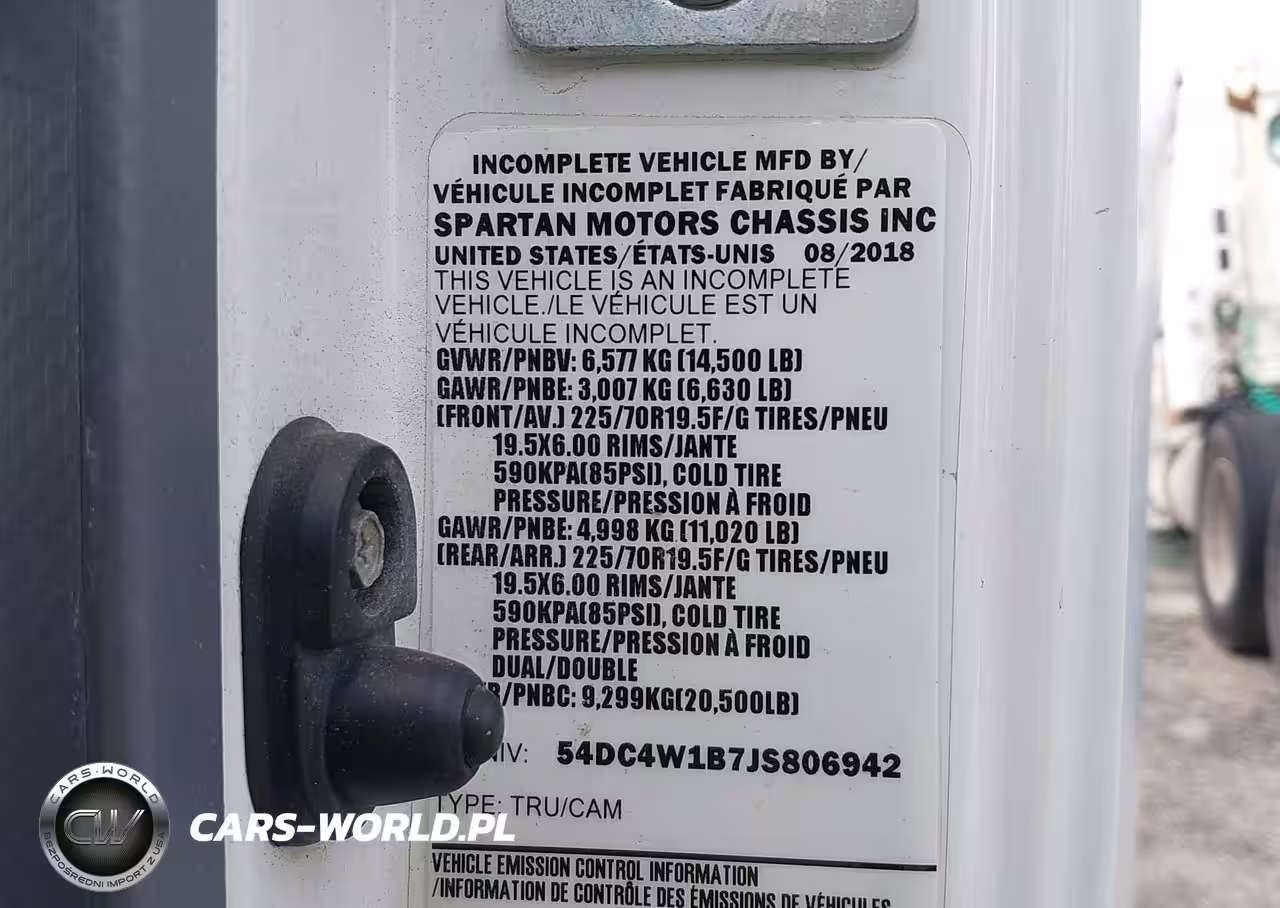 INCOMPLETE VEHICLE MFD BY/
VÉHICULE INCOMPLET FABRIQUÉ PAR
SPARTAN MOTORS CHASSIS INC
UNITED STATES/ÉTATS-UNIS 08/2018
THIS VEHICLE IS AN INCOMPLETE
VEHICLE./LE VÉHICULE EST UN
VÉHICULE INCOMPLET.
GVWR/PNBV: 6,577 KG (14,500 LB)
GAWR/PNBE: 3,007 KG (6,630 LB)
(FRONT/AV.) 225/70R19.5F/G TIRES/PNEU
19.5X6.00 RIMS/JANTE
590KPA(85PSI), COLD TIRE
PRESSURE/PRESSION À FROID
GAWR/PNBE: 4,998 KG (11,020 LB)
(REAR/ARR.) 225/70R19.5F/G TIRES/PNEU
19.5X6.00 RIMS/JANTE
590KPA(85PSI), COLD TIRE
PRESSURE/PRESSION À FROID
DUAL/DOUBLE
/PNBC: 9,299KG(20,500LB)
NIV: 54DC4W1B7JS806942
TYPE: TRU/CAM
VEHICLE EMISSION CONTROL INFORMATION
/INFORMATION DE CONTRÔLE DES ÉMISSIONS DE VÉHICULES
CARS-WORLD
CW
BEZPOŚREDNI IMPORT Z USA
CARS-WORLD.PL